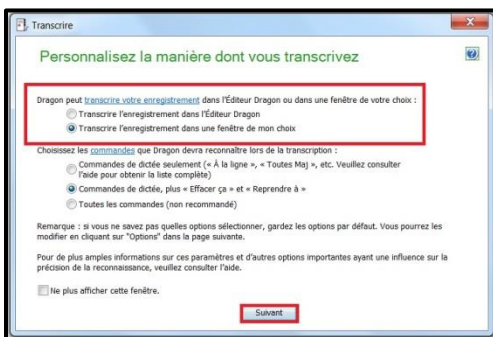 Transcrire
Personnalisez la manière dont vous transcrivez
Dragon peut transcrire votre enregistrement dans l'Éditeur Dragon ou dans une fenêtre de votre choix :
Transcrire l'enregistrement dans l'Éditeur Dragon
Transcrire l'enregistrement dans une fenêtre de mon choix
Choisissez les commandes que Dragon devra reconnaître lors de la transcription :
Commandes de dictée seulement (« À la ligne », « Toutes Maj », etc. Veuillez consulter
l'aide pour obtenir la liste complète)
Commandes de dictée, plus « Effacer ça » et « Reprendre à »
Toutes les commandes (non recommandé)
Remarque : si vous ne savez pas quelles options sélectionner, gardez les options par défaut. Vous pourrez les
modifier en cliquant sur "Options" dans la page suivante.
Pour de plus amples informations sur ces paramètres et d'autres options importantes ayant une influence sur la
précision de la reconnaissance, veuillez consulter l'aide.
Ne plus afficher cette fenêtre.
Suivant